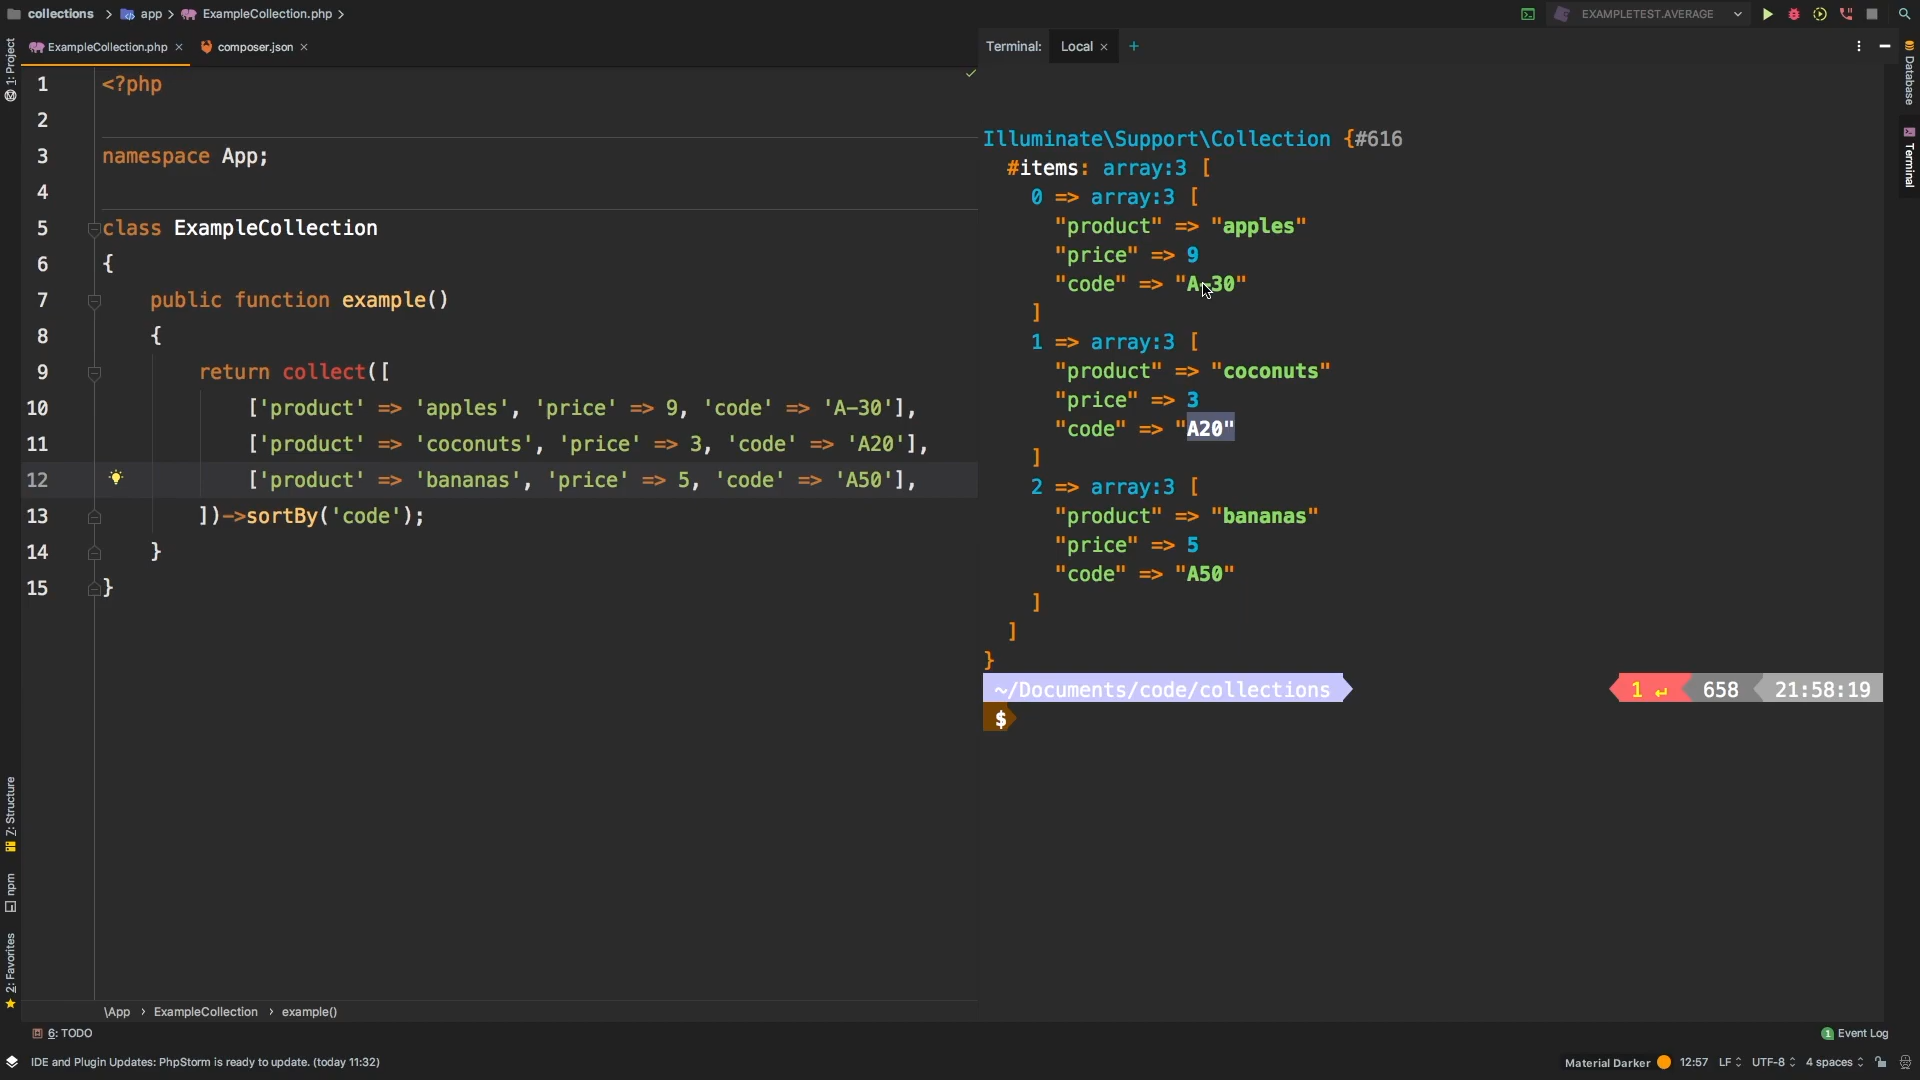 collections > app > ExampleCollection.php >
EXAMPLETEST.AVERAGE
ExampleCollection.php × composer.json ×
Terminal: Local × +
1: Project
Database
Terminal
1 <?php
2
3 namespace App;
4
5 class ExampleCollection
6 {
7 public function example()
8 {
9 return collect([
10 ['product' => 'apples', 'price' => 9, 'code' => 'A-30'],
11 ['product' => 'coconuts', 'price' => 3, 'code' => 'A20'],
12 ['product' => 'bananas', 'price' => 5, 'code' => 'A50'],
13 ])->sortBy('code');
14 }
15 }
Illuminate\Support\Collection {#616
#items: array:3 [
0 => array:3 [
"product" => "apples"
"price" => 9
"code" => "A-30"
]
1 => array:3 [
"product" => "coconuts"
"price" => 3
"code" => "A20"
]
2 => array:3 [
"product" => "bananas"
"price" => 5
"code" => "A50"
]
]
}
~/Documents/code/collections 1 ↵ 658 21:58:19
$
Z: Structure
npm
2: Favorites
\App > ExampleCollection > example()
6: TODO
1 Event Log
IDE and Plugin Updates: PhpStorm is ready to update. (today 11:32)
Material Darker 12:57 LF UTF-8 4 spaces